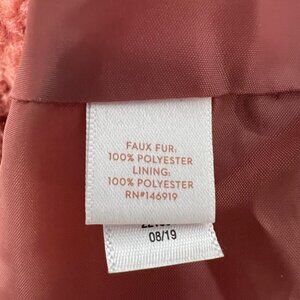 FAUX FUR:
100% POLYESTER
LINING:
100% POLYESTER
RN#146919
08/19